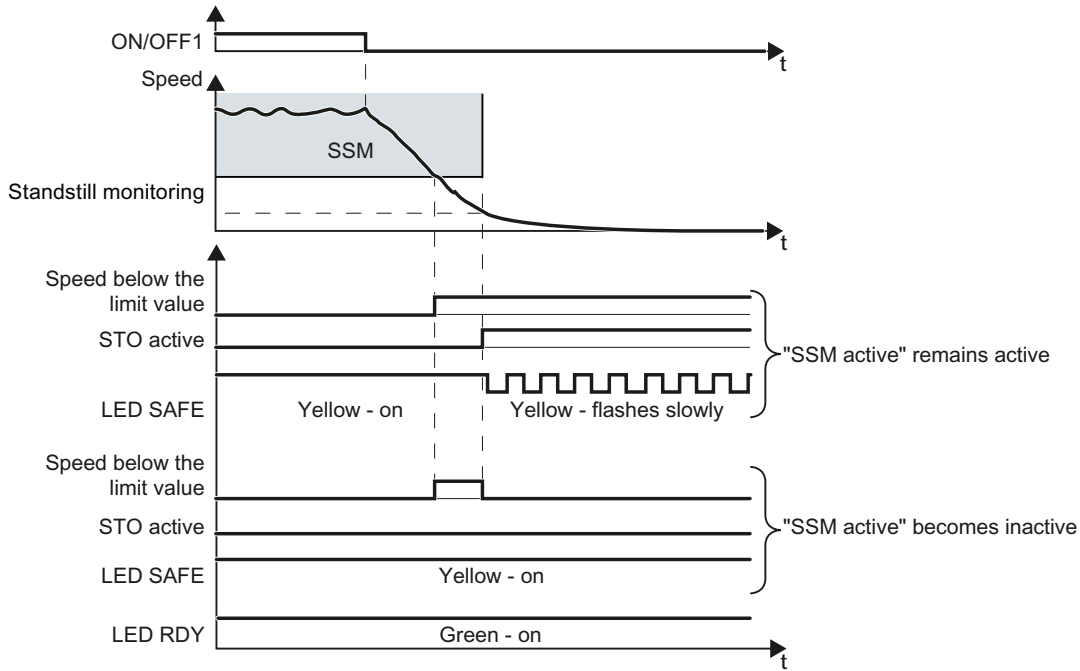 ON/OFF1
t
Speed
SSM
Standstill monitoring
t
Speed below the
limit value
STO active
"SSM active" remains active
LED SAFE
Yellow - on
Yellow - flashes slowly
Speed below the
limit value
STO active
"SSM active" becomes inactive
LED SAFE
Yellow - on
LED RDY
Green - on
t